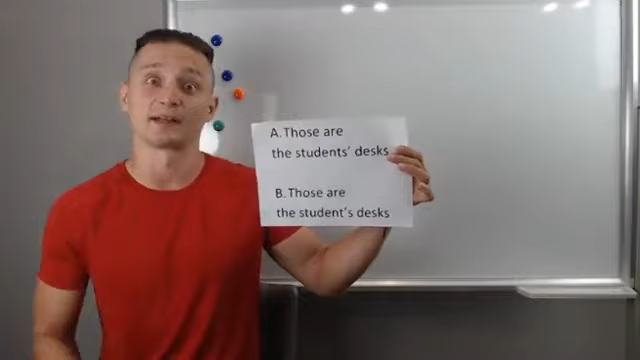 A. Those are
the students' desks
B. Those are
the student's desks